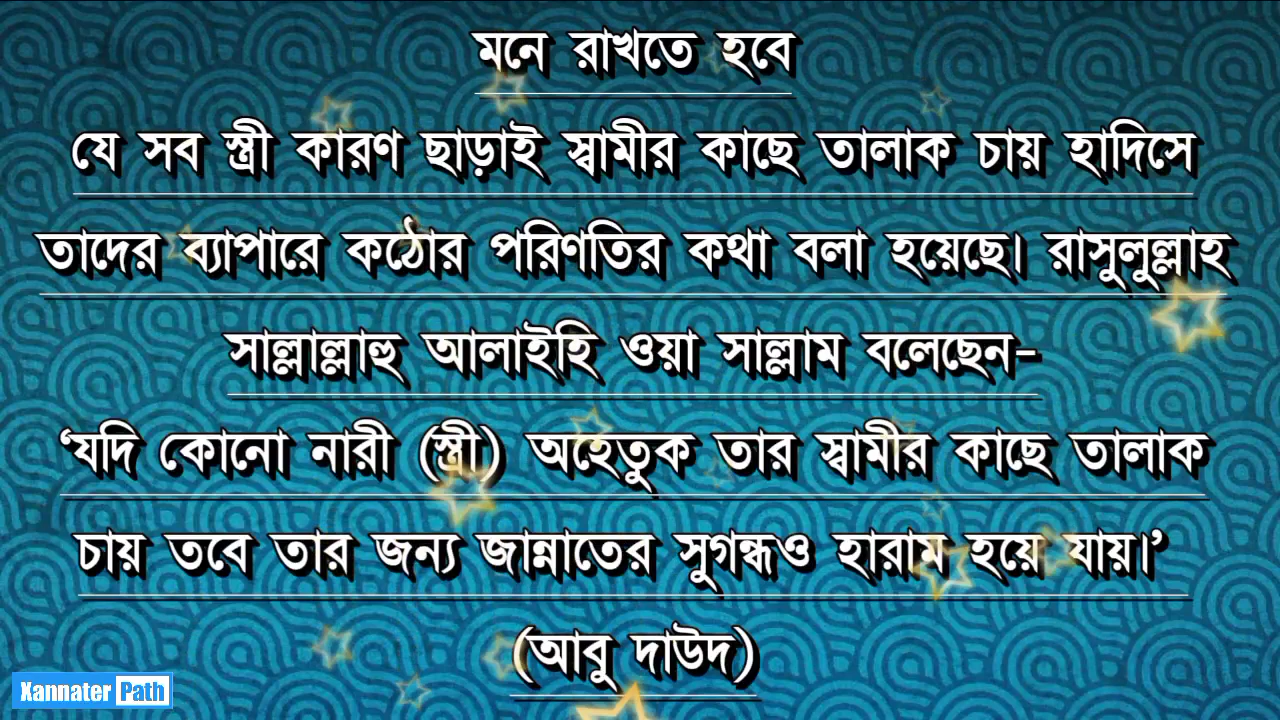 মনে রাখতে হবে
যে সব স্ত্রী কারণ ছাড়াই স্বামীর কাছে তালাক চায় হাদিসে
তাদের ব্যাপারে কঠোর পরিণতির কথা বলা হয়েছে। রাসুলুল্লাহ
সাল্লাল্লাহু আলাইহি ওয়া সাল্লাম বলেছেন-
‘যদি কোনো নারী (স্ত্রী) অহেতুক তার স্বামীর কাছে তালাক
চায় তবে তার জন্য জান্নাতের সুগন্ধও হারাম হয়ে যায়।’
(আবু দাউদ)
Xannater Path